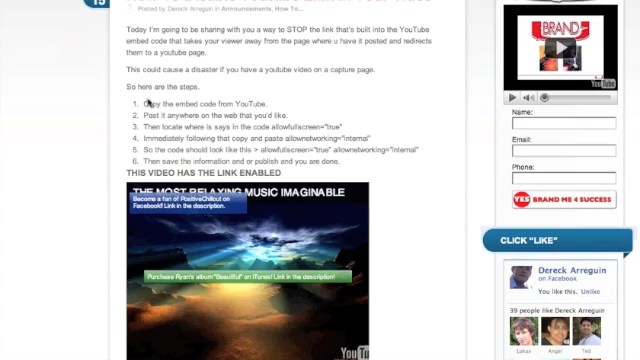 15
How To Disable Youtube Link In Your Video
Posted by Dereck Arreguin in Announcements, How To...
Today I'm going to be sharing with you a way to STOP the link that's built into the YouTube
embed code that takes your viewer away from the page where u have it posted and redirects
them to a youtube page.
This could cause a disaster if you have a youtube video on a capture page.
So here are the steps.
1. Copy the embed code from YouTube.
2. Past it anywhere on the web that you'd like.
3. Then locate where is says in the code allowfullscreen="true"
4. Immediately following that copy and paste allownetworking="internal"
5. So the code should look like this > allowfullscreen="true" allownetworking="internal"
6. Then save the information and or publish and you are done.
THIS VIDEO HAS THE LINK ENABLED
THE MOST RELAXING MUSIC IMAGINABLE
Become a fan of PositiveChillout on
Facebook!! Link in the description.
Purchase Ryan's album "Beautiful" on iTunes! Link in the description!
YouTu
BRAND
YouTube
Name:
Email:
Phone:
YES BRAND ME 4 SUCCESS
CLICK "LIKE"
Dereck Arreguin
on Facebook
You like this. Unlike
39 people like Dereck Arreguin
Lukas Angel Ted